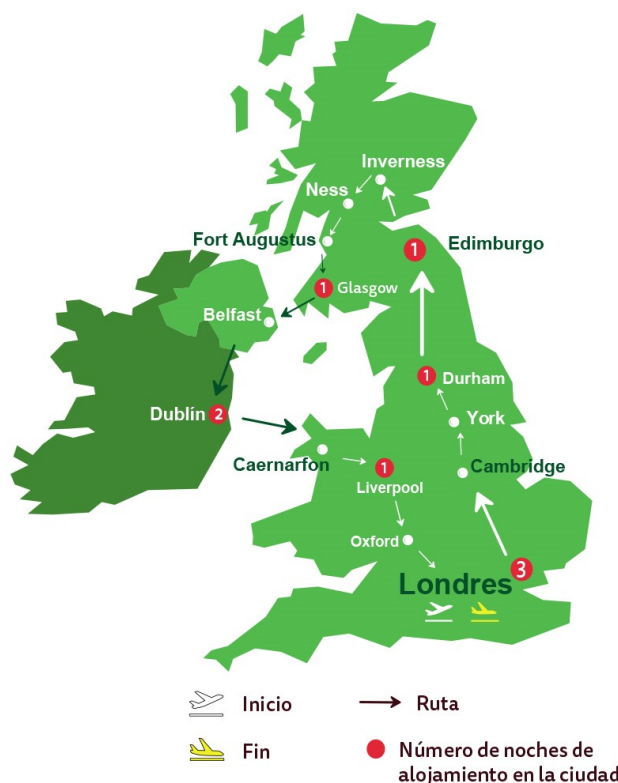 Inverness
Ness
Fort Augustus
Edimburgo
1
1
Glasgow
Belfast
1
Durham
Dublín
2
York
Caernarfon
Cambridge
1
Liverpool
Oxford
3
Londres
Inicio
Ruta
Fin
Número de noches de
alojamiento en la ciudad